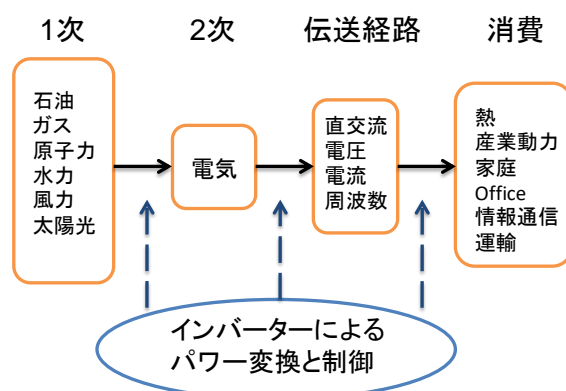 1次
2次
伝送経路
消費
石油
ガス
原子力
水力
風力
太陽光
電気
直交流
電圧
電流
周波数
熱
産業動力
家庭
Office
情報通信
運輸
インバーターによる
パワー変換と制御